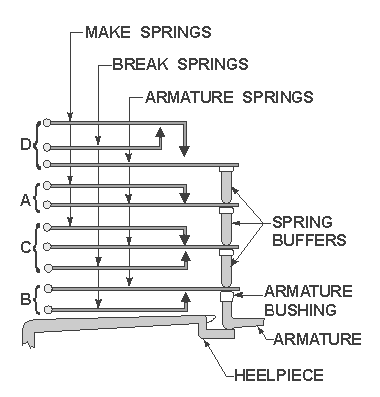 MAKE SPRINGS
BREAK SPRINGS
ARMATURE SPRINGS
D
A
C
B
SPRING
BUFFERS
ARMATURE
BUSHING
ARMATURE
HEELPIECE